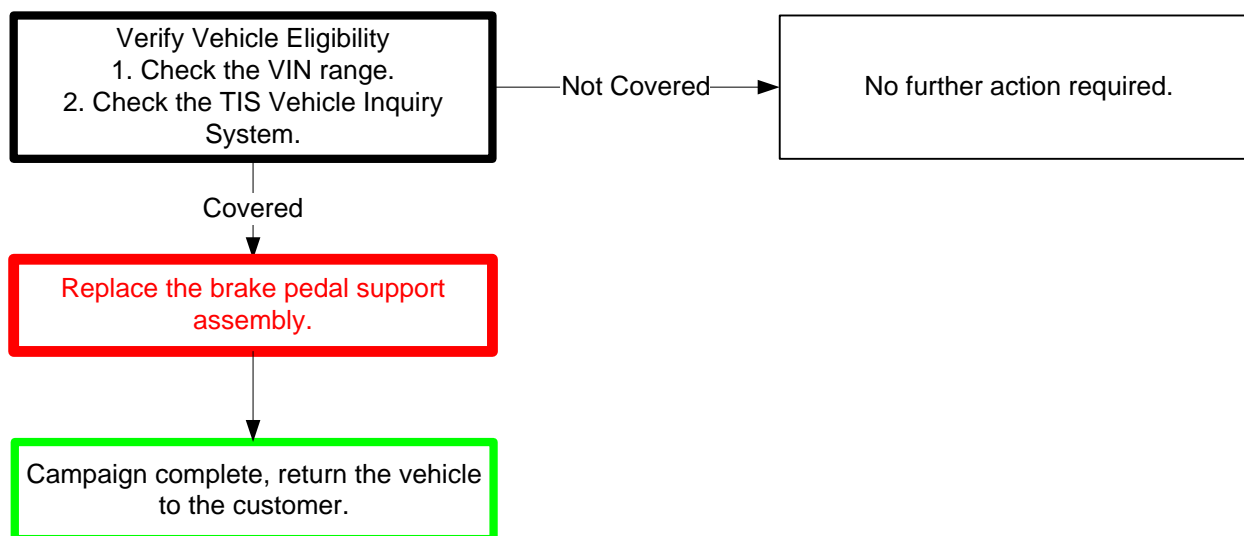 Verify Vehicle Eligibility
1. Check the VIN range.
2. Check the TIS Vehicle Inquiry
System.
Not Covered
No further action required.
Covered
Replace the brake pedal support
assembly.
Campaign complete, return the vehicle
to the customer.